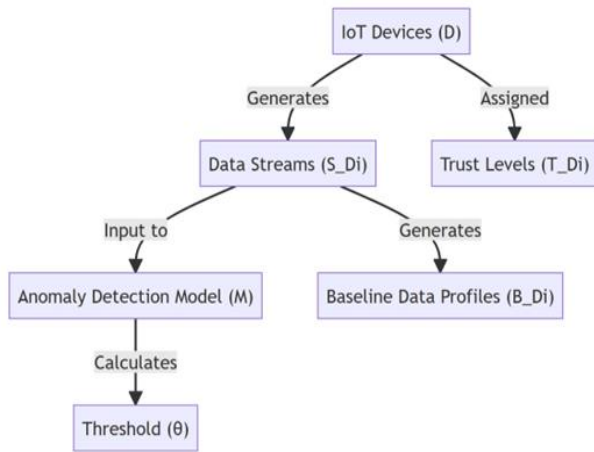 IoT Devices (D)
Generates
Assigned
Data Streams (S_Di)
Trust Levels (T_Di)
Input to
Generates
Anomaly Detection Model (M)
Baseline Data Profiles (B_Di)
Calculates
Threshold (θ)